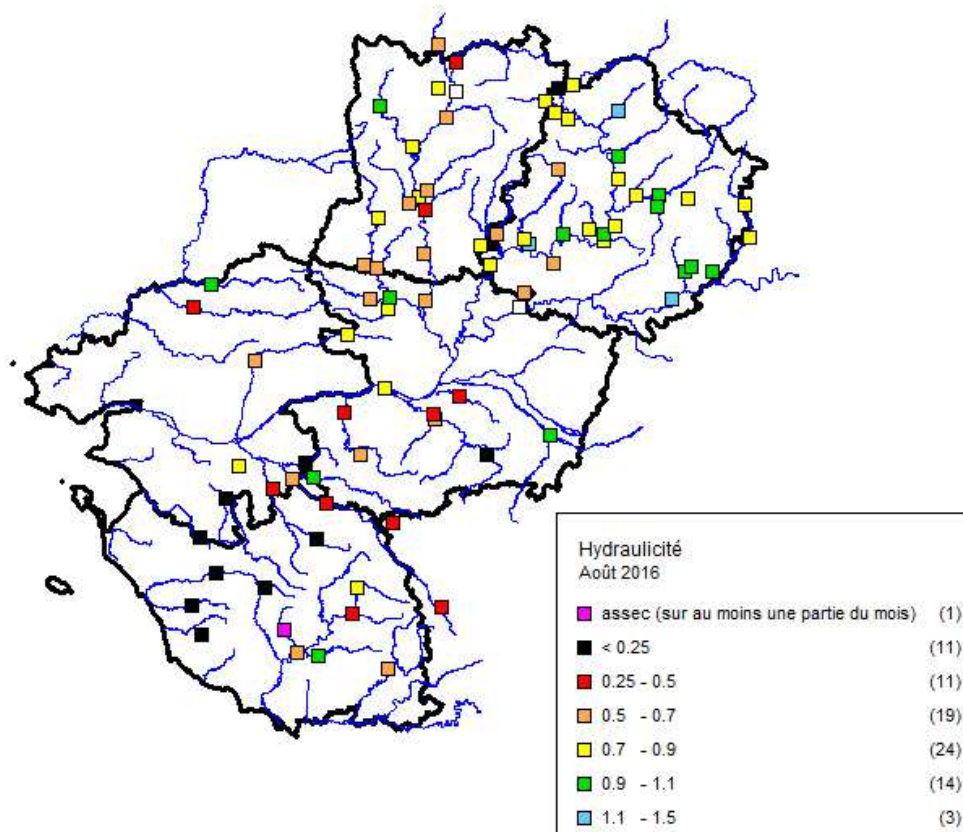 Hydraulicité
Août 2016
assec (sur au moins une partie du mois) (1)
< 0.25 (11)
0.25 - 0.5 (11)
0.5 - 0.7 (19)
0.7 - 0.9 (24)
0.9 - 1.1 (14)
1.1 - 1.5 (3)